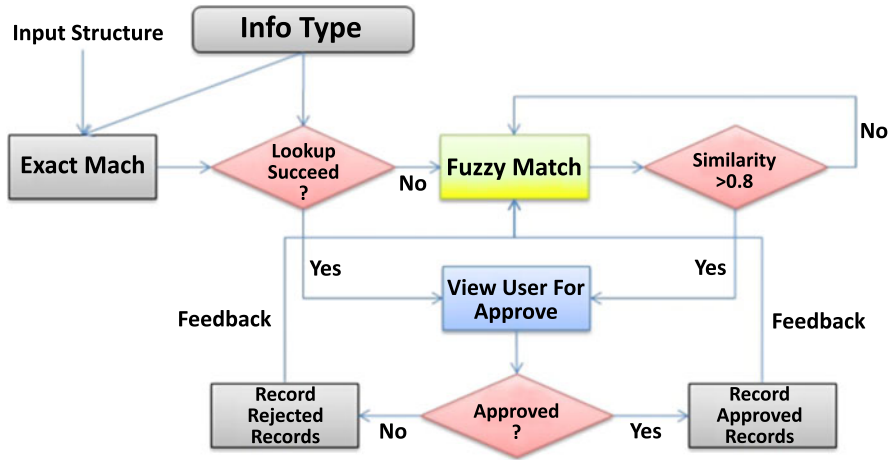 Input Structure
Info Type
Exact Mach
Lookup
Succeed
?
No
Fuzzy Match
Similarity
>0.8
No
Yes
Yes
View User For
Approve
Feedback
Feedback
Record
Rejected
Records
No
Approved
?
Yes
Record
Approved
Records